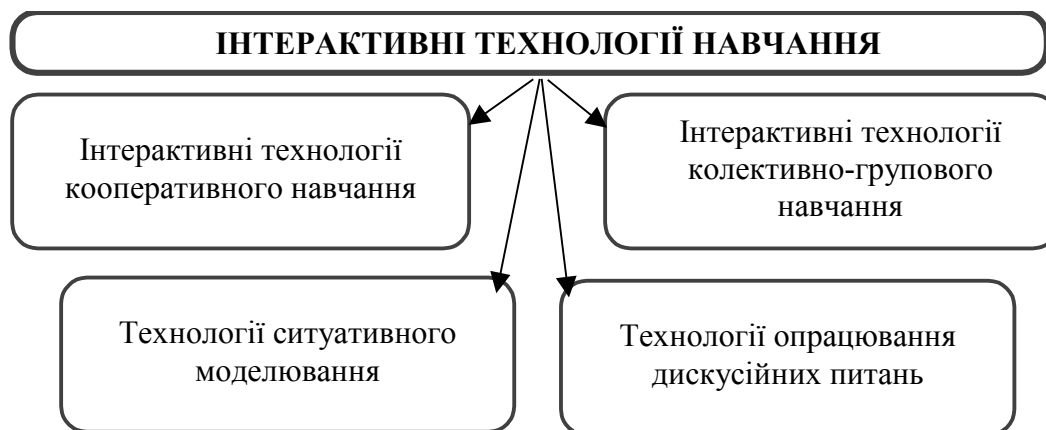 ІНТЕРАКТИВНІ ТЕХНОЛОГІЇ НАВЧАННЯ
Інтерактивні технології
кооперативного навчання
Інтерактивні технології
колективно-групового
навчання
Технології ситуативного
моделювання
Технології опрацювання
дискусійних питань